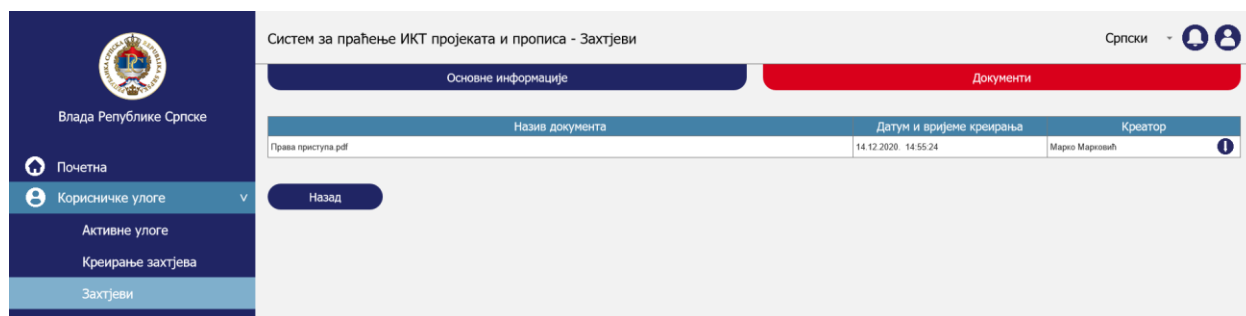 Систем за праћење ИКТ пројеката и прописа - Захтјеви
Српски
Влада Републике Српске
Почетна
Корисничке улоге
Активне улоге
Креирање захтјева
Захтјеви
Основне информације
Документи
Назив документа Датум и вријеме креирања Креатор
Права приступа.pdf 14.12.2020. 14:55:24 Марко Марковић
Назад